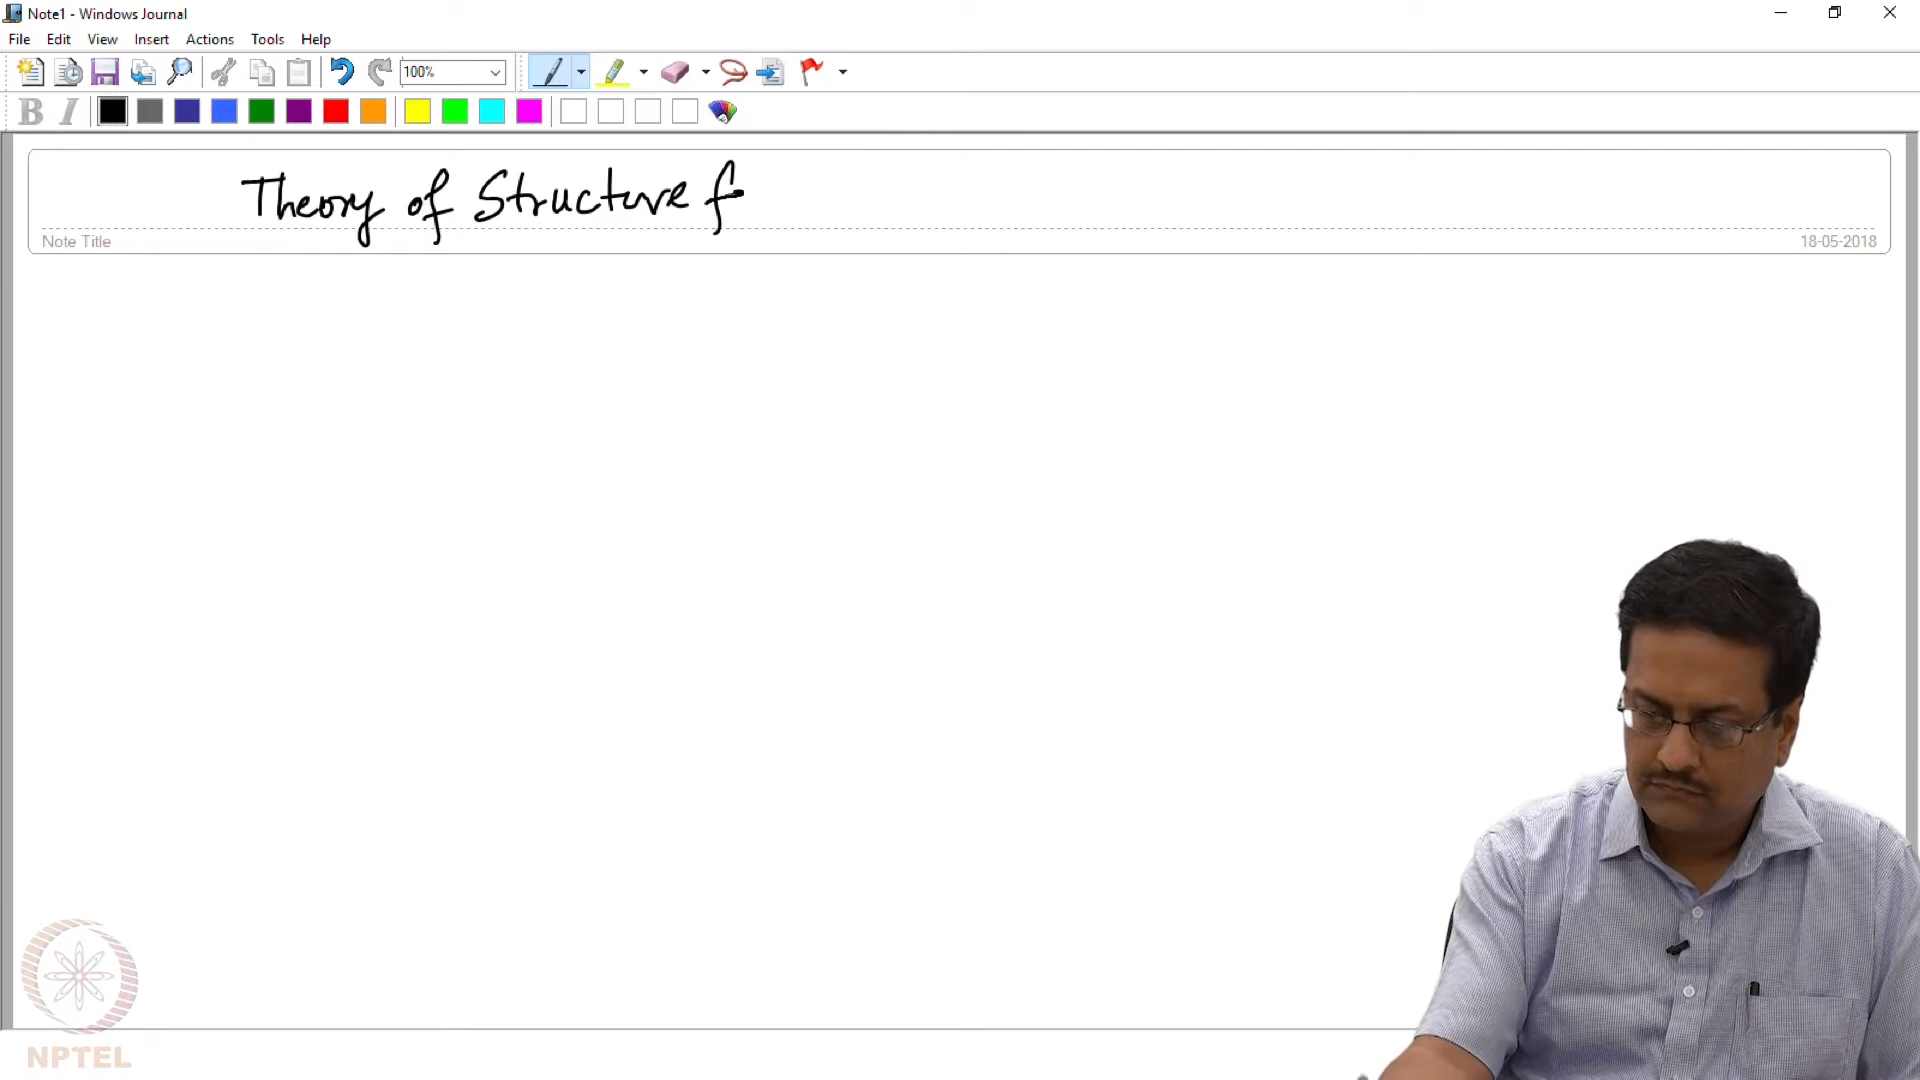 Note1 - Windows Journal
File Edit View Insert Actions Tools Help
100%
B I
Theory of Structure f
Note Title
18-05-2018
NPTEL